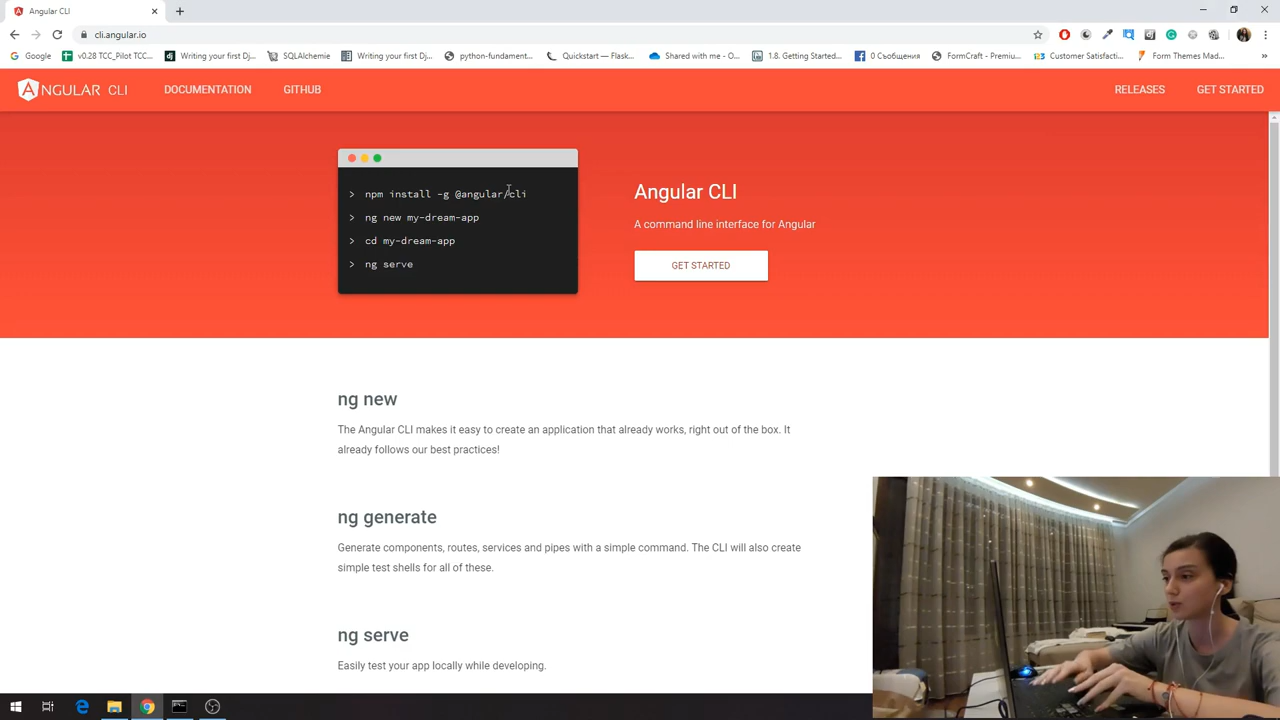 Angular CLI
cli.angular.io
Google
v0.28 TCC_Pilot TCC...
Writing your first Dj...
SQLAlchemie
Writing your first Dj...
python-fundament...
Quickstart — Flask...
Shared with me - O...
1.8. Getting Started...
0 Съобщения
FormCraft - Premiu...
Customer Satisfacti...
Form Themes Mad...
»
ANGULAR CLI
DOCUMENTATION
GITHUB
RELEASES
GET STARTED
> npm install -g @angular/cli
> ng new my-dream-app
> cd my-dream-app
> ng serve
Angular CLI
A command line interface for Angular
GET STARTED
ng new
The Angular CLI makes it easy to create an application that already works, right out of the box. It
already follows our best practices!
ng generate
Generate components, routes, services and pipes with a simple command. The CLI will also create
simple test shells for all of these.
ng serve
Easily test your app locally while developing.